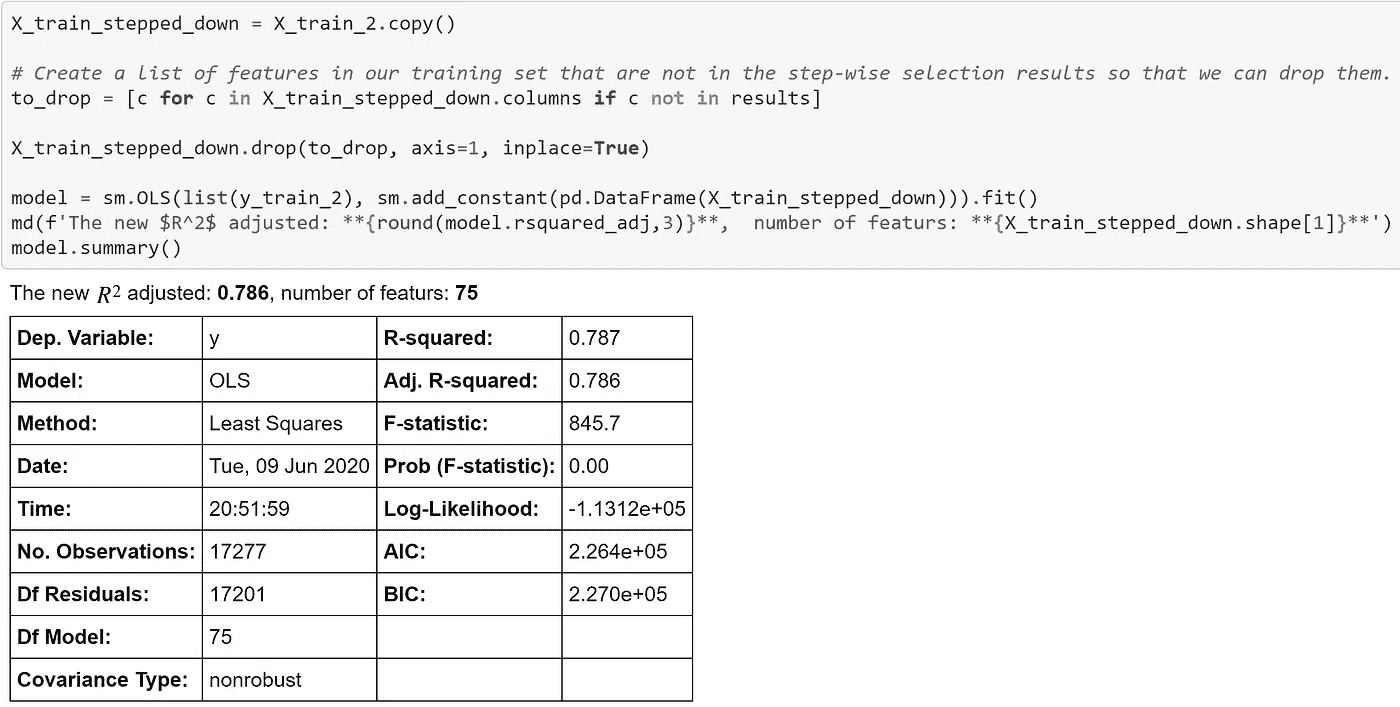 X_train_stepped_down = X_train_2.copy()
# Create a list of features in our training set that are not in the step-wise selection results so that we can drop them.
to_drop = [c for c in X_train_stepped_down.columns if c not in results]
X_train_stepped_down.drop(to_drop, axis=1, inplace=True)
model = sm.OLS(list(y_train_2), sm.add_constant(pd.DataFrame(X_train_stepped_down))).fit()
md(f'The new $R^2$ adjusted: **{round(model.rsquared_adj,3)}**,  number of featurs: **{X_train_stepped_down.shape[1]}**')
model.summary()
The new R2 adjusted: 0.786, number of featurs: 75
Dep. Variable: y R-squared: 0.787
Model: OLS Adj. R-squared: 0.786
Method: Least Squares F-statistic: 845.7
Date: Tue, 09 Jun 2020 Prob (F-statistic): 0.00
Time: 20:51:59 Log-Likelihood: -1.1312e+05
No. Observations: 17277 AIC: 2.264e+05
Df Residuals: 17201 BIC: 2.270e+05
Df Model: 75
Covariance Type: nonrobust